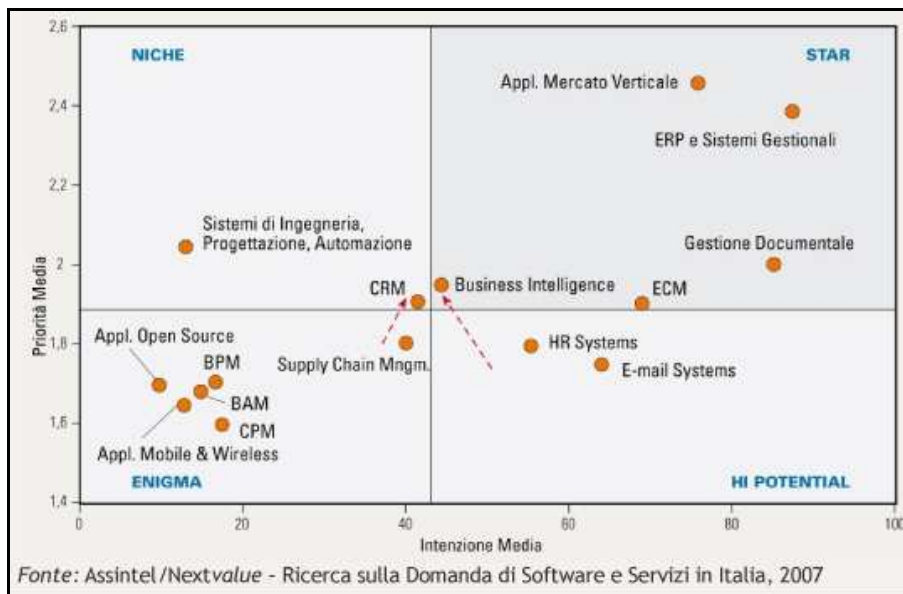 2,6
NICHE
STAR
Appl. Mercato Verticale
2,4
ERP e Sistemi Gestionali
2,2
Sistemi di Ingegneria,
Progettazione, Automazione
Gestione Documentale
2
CRM
Business Intelligence
ECM
Priorità Media
1,8
Appl. Open Source
BPM
Supply Chain Mngm.
HR Systems
E-mail Systems
BAM
1,6
CPM
Appl. Mobile & Wireless
ENIGMA
HI POTENTIAL
1,4
0
20
40
60
80
100
Intenzione Media
Fonte: Assintel/Nextvalue - Ricerca sulla Domanda di Software e Servizi in Italia, 2007